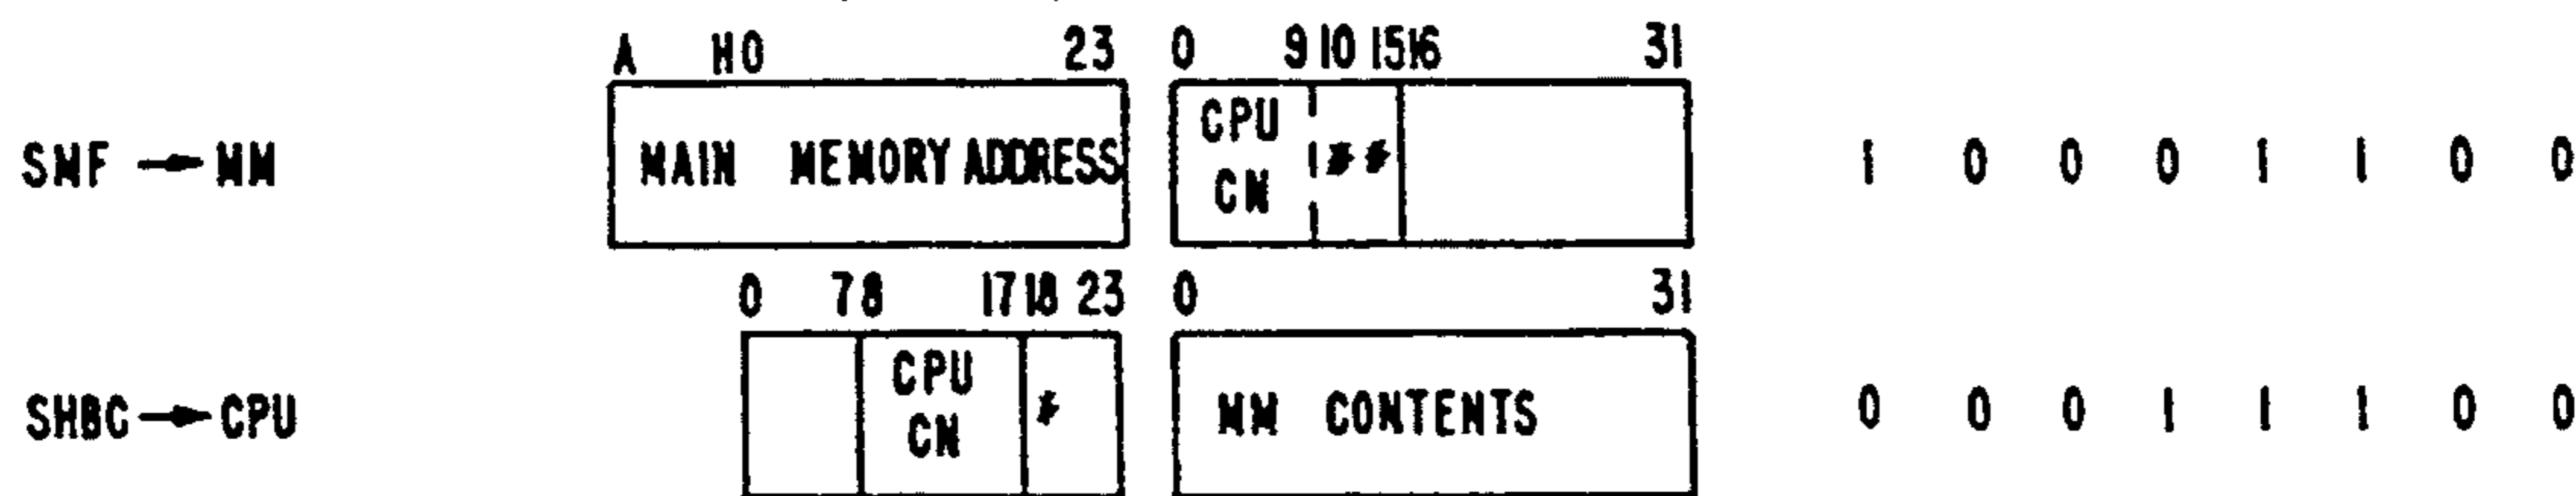 A H0 23 0 9 10 15 16 31
SMF → MM MAIN MEMORY ADDRESS CPU CN ** 1 0 0 0 1 1 0 0
0 7 8 17 18 23 0 31
SHBC → CPU CPU CN * MM CONTENTS 0 0 0 1 1 1 0 0